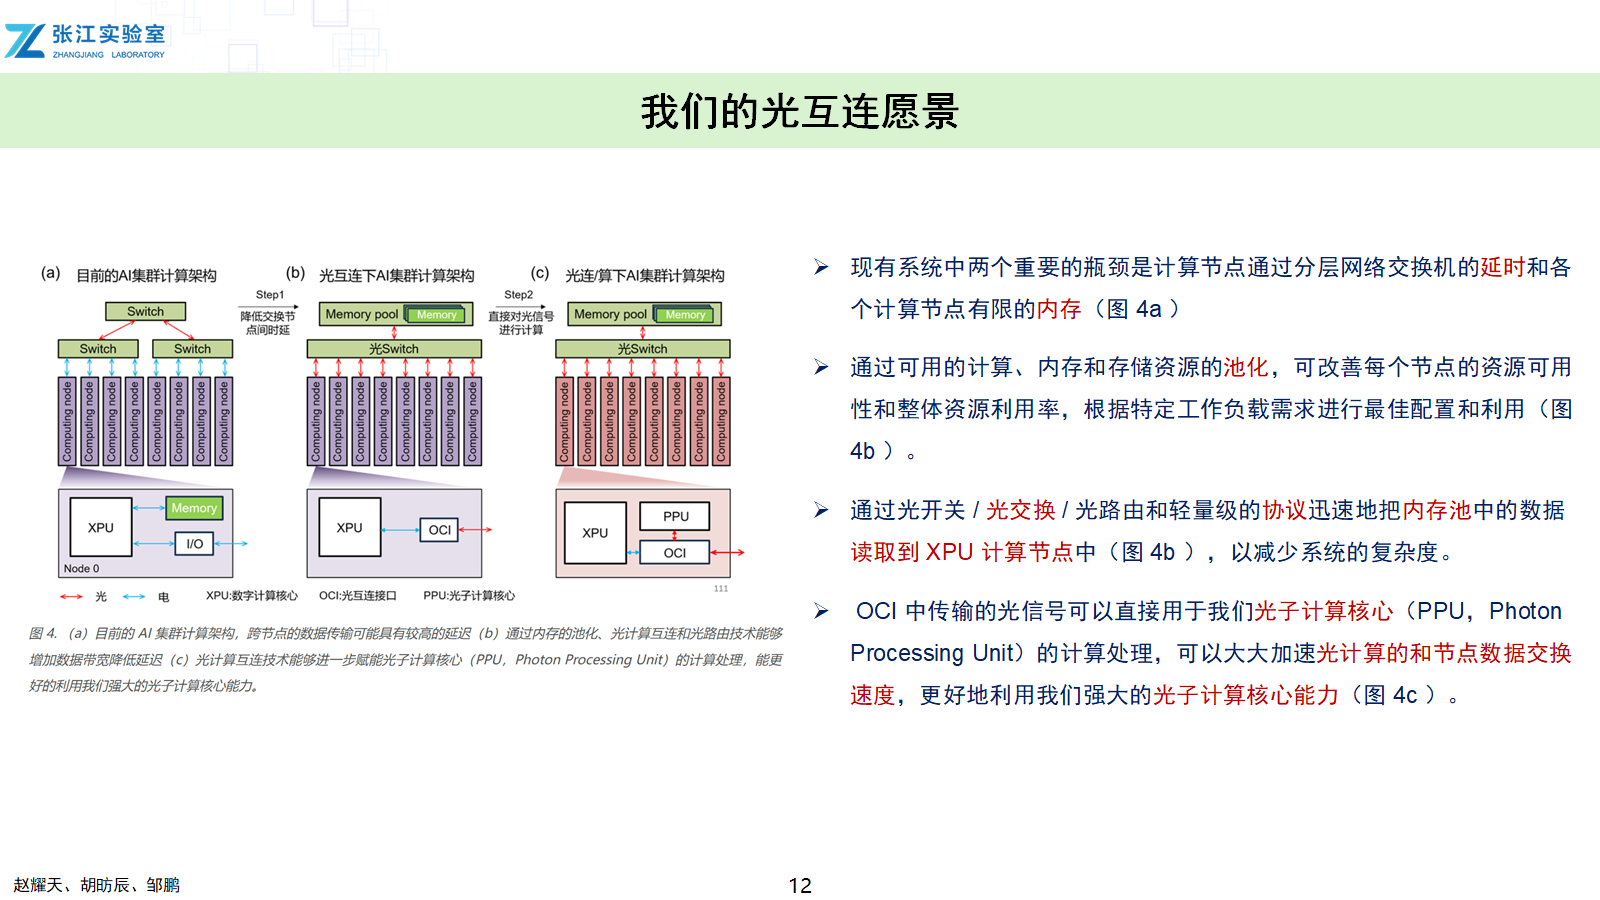 张江实验室
ZHANGJIANG LABORATORY
我们的光互连愿景
(a) 目前的AI集群计算架构
Switch
Switch Switch
Computing node Computing node Computing node Computing node Computing node Computing node Computing node Computing node
XPU
Memory
I/O
Node 0
Step1
降低交换节
点间时延
(b) 光互连下AI集群计算架构
Memory pool Memory
光Switch
Computing node Computing node Computing node Computing node Computing node Computing node Computing node Computing node
XPU
OCI
Step2
直接对光信号
进行计算
(c) 光连/算下AI集群计算架构
Memory pool Memory
光Switch
Computing node Computing node Computing node Computing node Computing node Computing node Computing node Computing node
XPU
PPU
OCI
111
光 电 XPU:数字计算核心 OCI:光互连接口 PPU:光子计算核心
图 4. （a）目前的 AI 集群计算架构，跨节点的数据传输可能具有较高的延迟（b）通过内存的池化、光计算互连和光路由技术能够
增加数据带宽降低延迟（c）光计算互连技术能够进一步赋能光子计算核心（PPU，Photon Processing Unit）的计算处理，能更
好的利用我们强大的光子计算核心能力。
➢ 现有系统中两个重要的瓶颈是计算节点通过分层网络交换机的延时和各
个计算节点有限的内存（图 4a ）
➢ 通过可用的计算、内存和存储资源的池化，可改善每个节点的资源可用
性和整体资源利用率，根据特定工作负载需求进行最佳配置和利用（图
4b ）。
➢ 通过光开关 / 光交换 / 光路由和轻量级的协议迅速地把内存池中的数据
读取到 XPU 计算节点中（图 4b ），以减少系统的复杂度。
➢ OCI 中传输的光信号可以直接用于我们光子计算核心（PPU，Photon
Processing Unit）的计算处理，可以大大加速光计算的和节点数据交换
速度，更好地利用我们强大的光子计算核心能力（图 4c ）。
赵耀天、胡昉辰、邹鹏
12